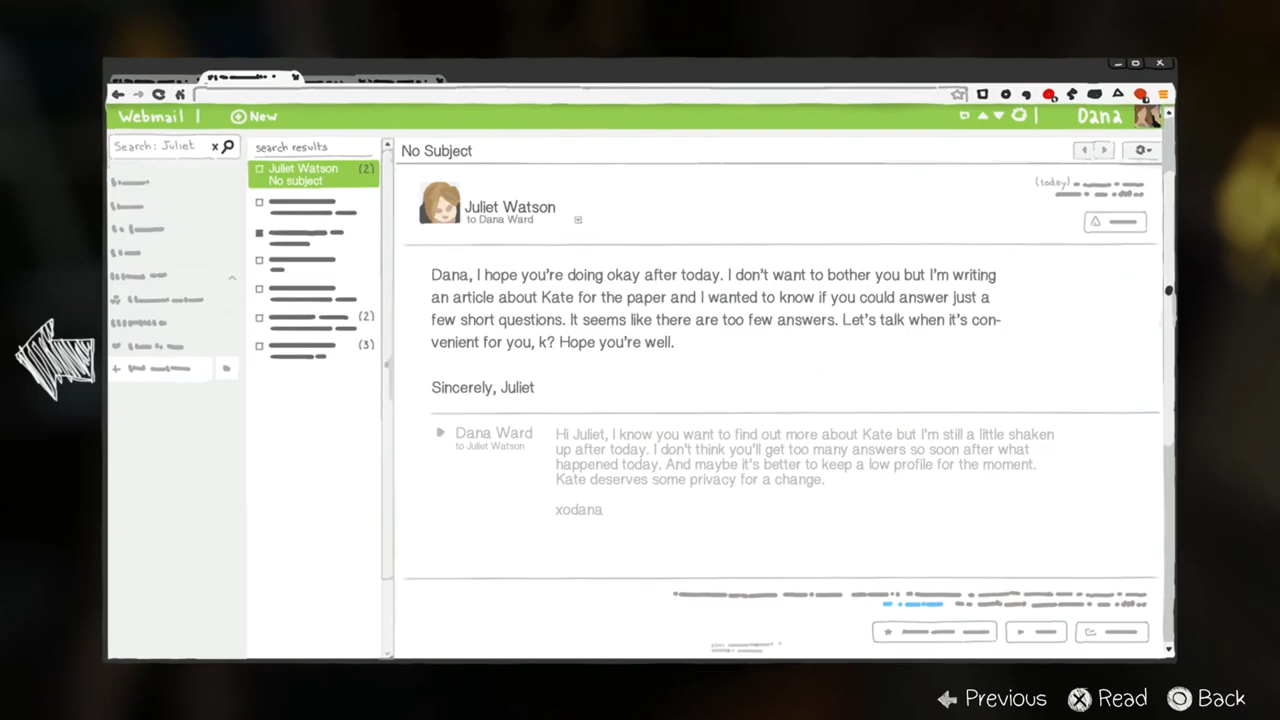 Webmail | New Dana
Search: Juliet x
search results
Juliet Watson (2)
No subject
(2)
(3)
No Subject
Juliet Watson
to Dana Ward
(today)
Dana, I hope you're doing okay after today. I don't want to bother you but I'm writing
an article about Kate for the paper and I wanted to know if you could answer just a
few short questions. It seems like there are too few answers. Let's talk when it's con-
venient for you, k? Hope you're well.
Sincerely, Juliet
Dana Ward
to Juliet Watson
Hi Juliet, I know you want to find out more about Kate but I'm still a little shaken
up after today. I don't think you'll get too many answers so soon after what
happened today. And maybe it's better to keep a low profile for the moment.
Kate deserves some privacy for a change.
xodana
Previous Read Back